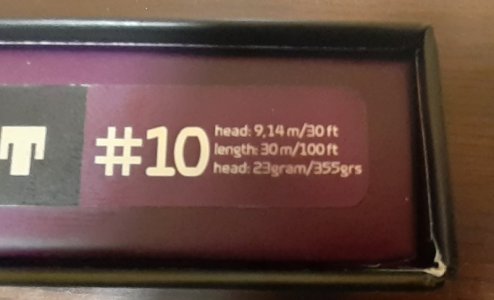 T
#10
head: 9,14 m/30 ft
length: 30 m/100 ft
head: 23gram/355grs